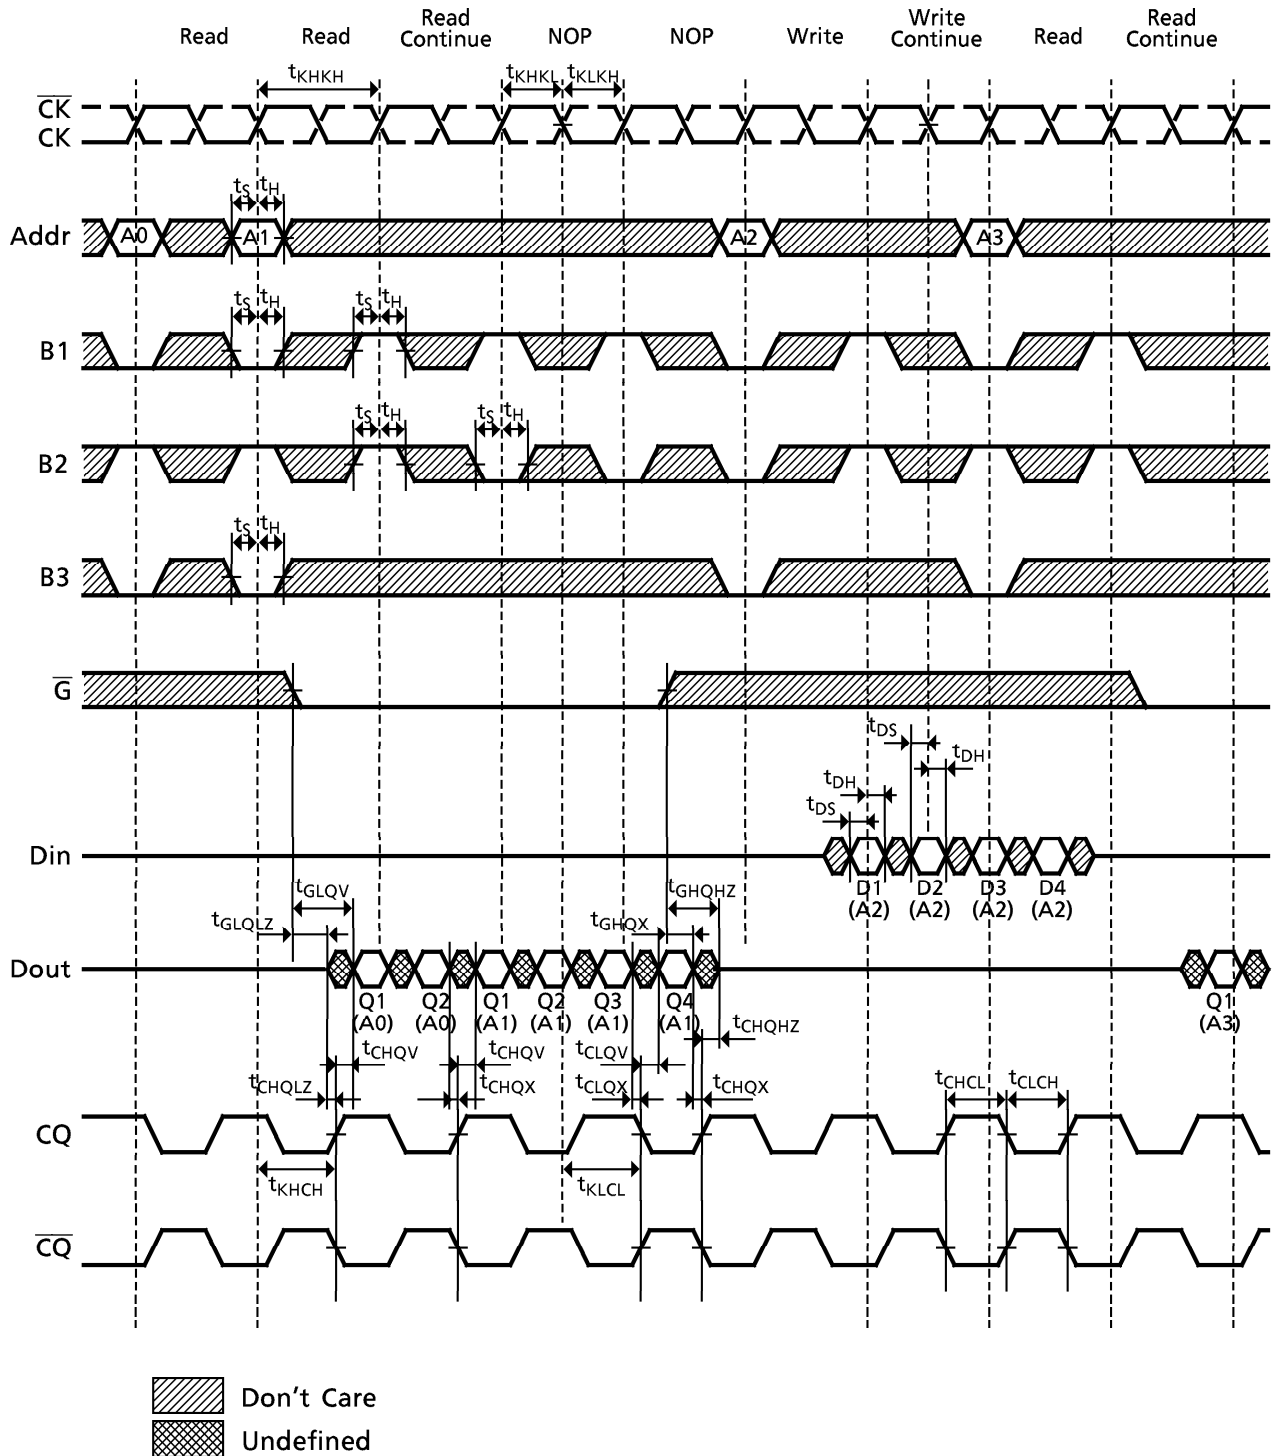 Read Read Read Continue NOP NOP Write Write Continue Read Read Continue
tKHKH tKHKL tKLKH
CK
CK
tS tH
Addr A0 A1 A2 A3
tS tH tS tH
B1
tS tH tS tH
B2
tS tH
B3
G
tDS
tDH
tDH
tDS
Din
D1 D2 D3 D4
(A2) (A2) (A2) (A2)
tGLQV tGHQHZ
tGLQLZ tGHQX
Dout
Q1 Q2 Q1 Q2 Q3 Q4 Q1
(A0) (A0) (A1) (A1) (A1) (A1) (A3)
tCHQHZ
tCHQV tCHQV tCLQV
tCHQLZ tCHQX tCLQX tCHQX tCHCL tCLCH
CQ
tKHCH tKLCL
CQ
Don't Care
Undefined